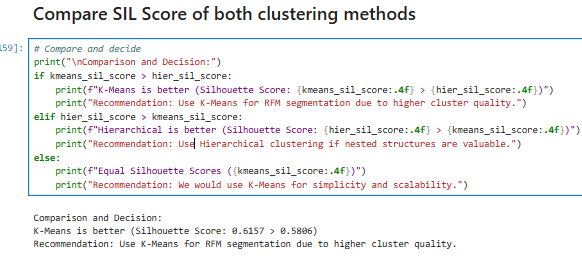 Compare SIL Score of both clustering methods
159]:
# Compare and decide
print("\nComparison and Decision:")
if kmeans_sil_score > hier_sil_score:
    print(f"K-Means is better (Silhouette Score: {kmeans_sil_score:.4f} > {hier_sil_score:.4f})")
    print("Recommendation: Use K-Means for RFM segmentation due to higher cluster quality.")
elif hier_sil_score > kmeans_sil_score:
    print(f"Hierarchical is better (Silhouette Score: {hier_sil_score:.4f} > {kmeans_sil_score:.4f})")
    print("Recommendation: Use Hierarchical clustering if nested structures are valuable.")
else:
    print(f"Equal Silhouette Scores ({kmeans_sil_score:.4f})")
    print("Recommendation: We would use K-Means for simplicity and scalability.")
Comparison and Decision:
K-Means is better (Silhouette Score: 0.6157 > 0.5806)
Recommendation: Use K-Means for RFM segmentation due to higher cluster quality.